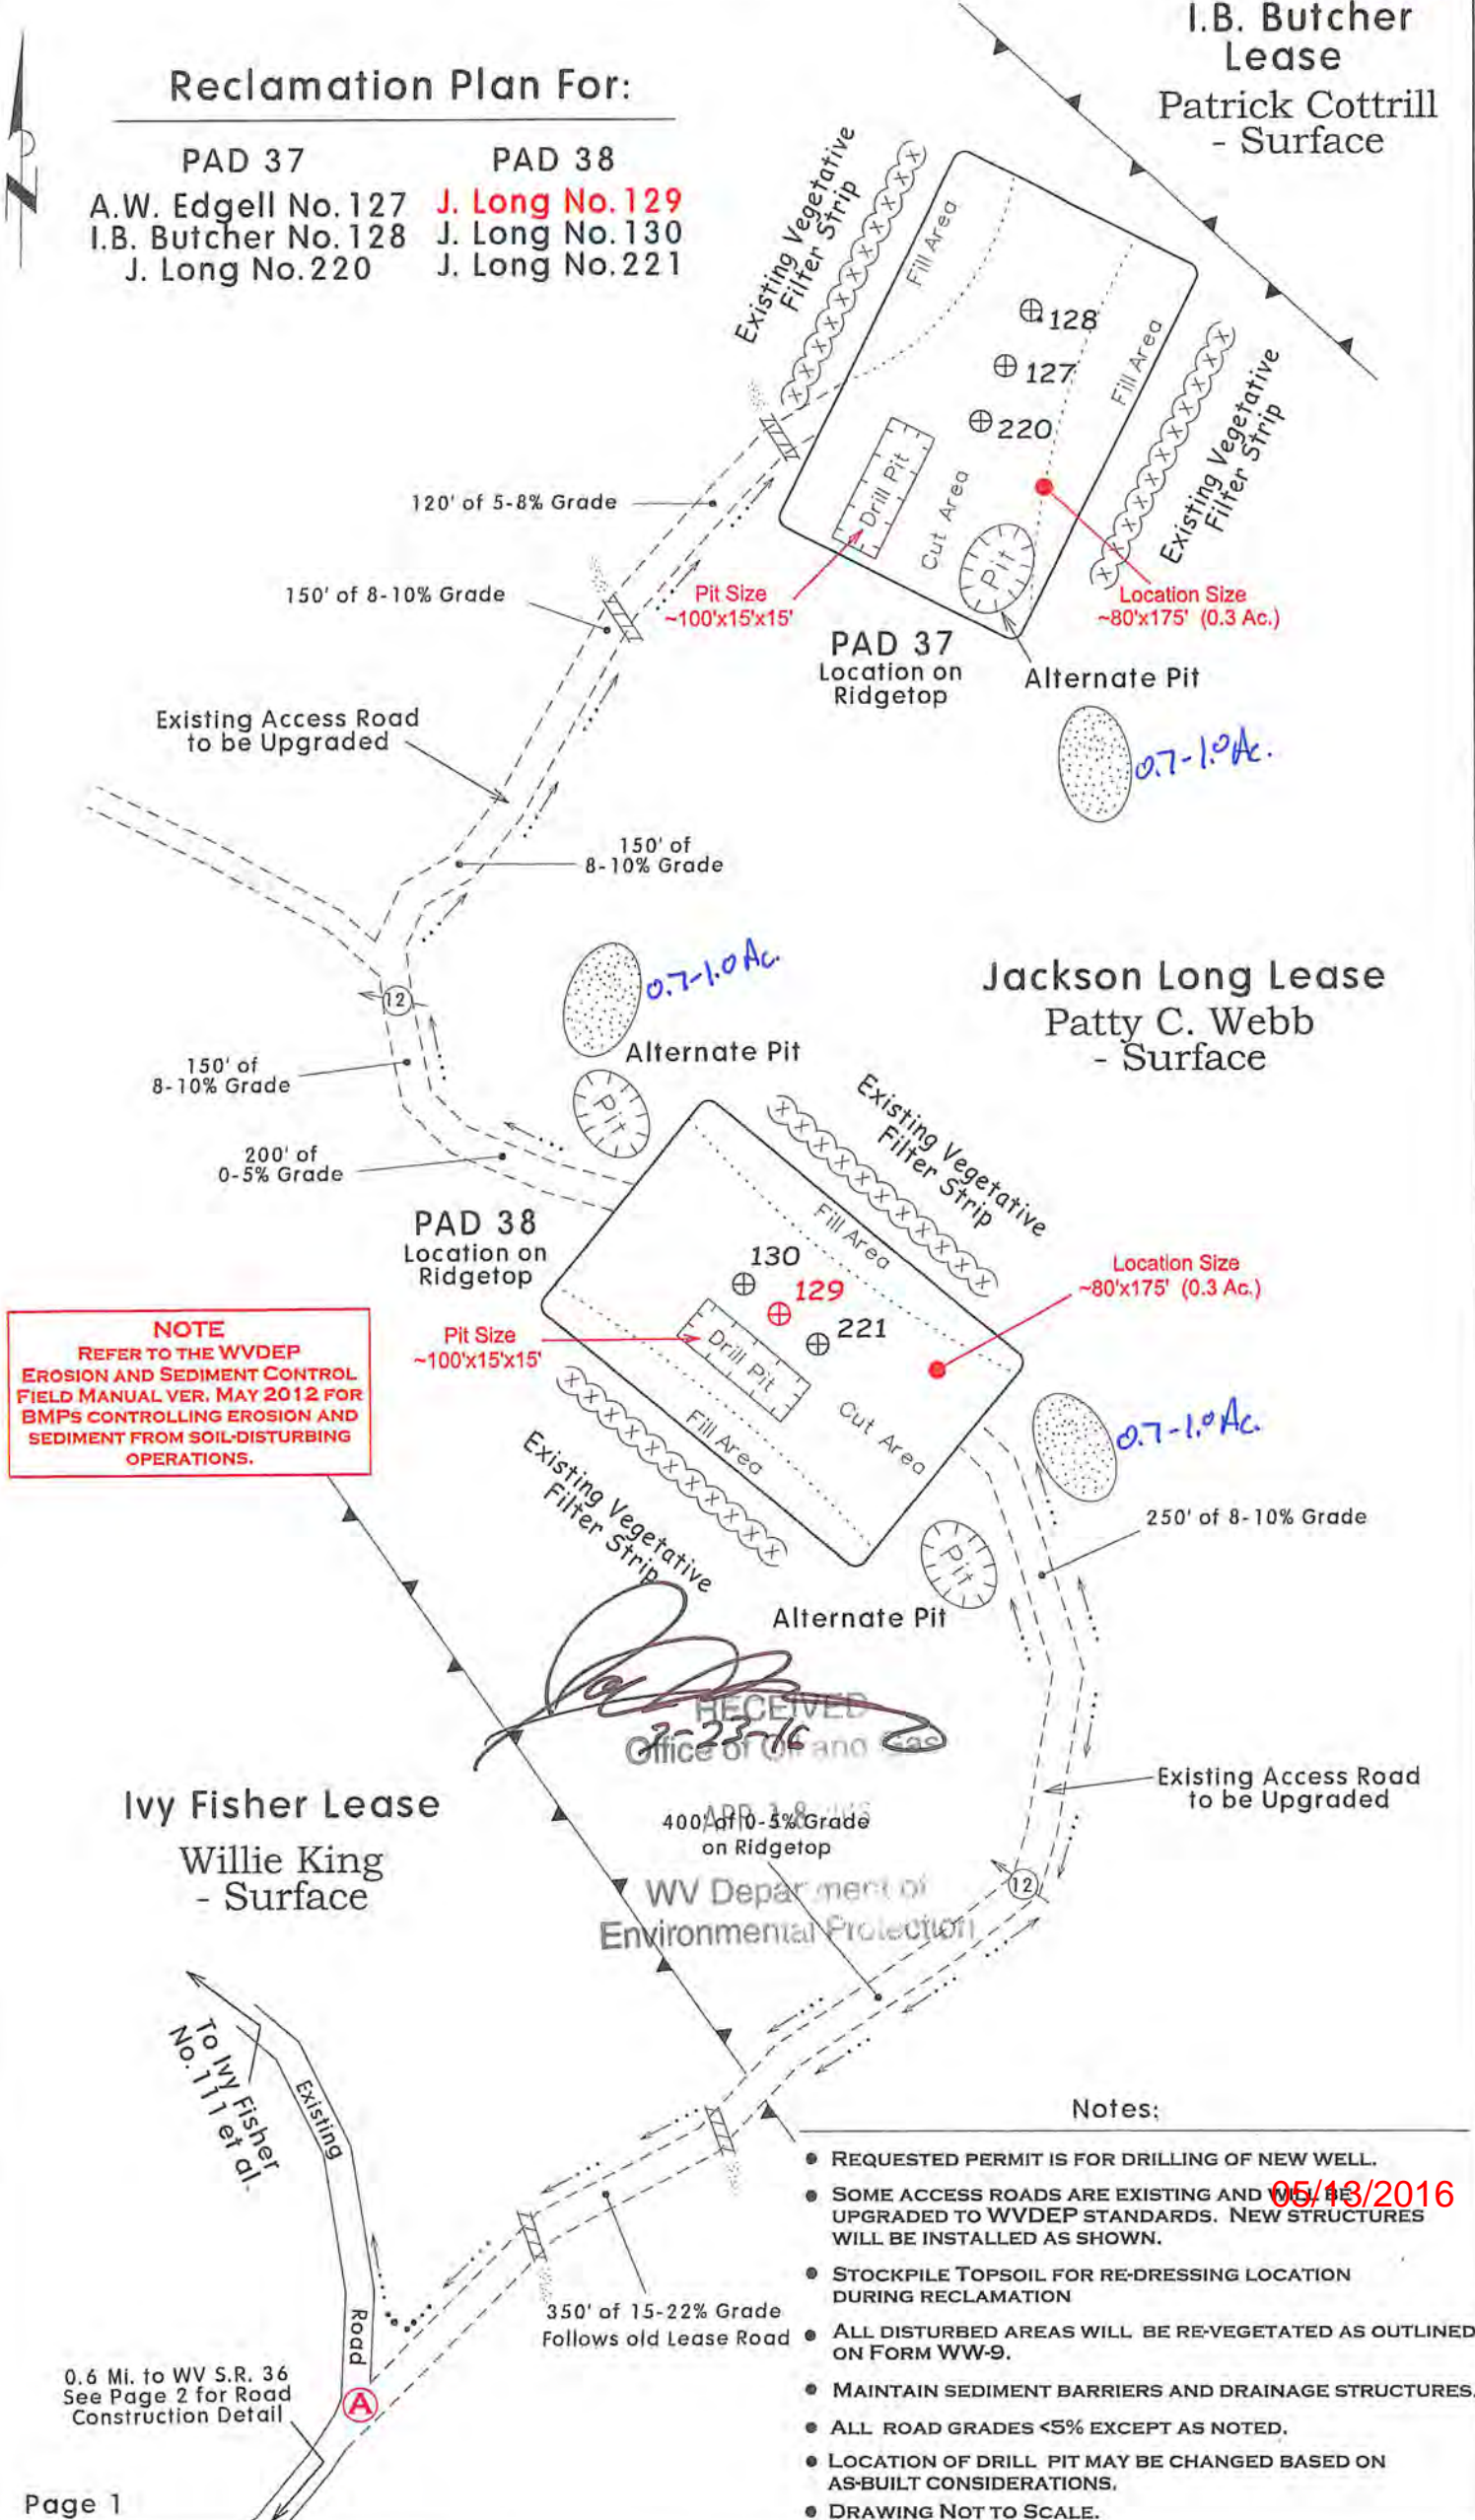 I.B. Butcher
Lease
Patrick Cottrill
- Surface
Reclamation Plan For:
PAD 37
A.W. Edgell No.127
I.B. Butcher No.128
J. Long No.220
PAD 38
J. Long No.129
J. Long No.130
J. Long No.221
N
Existing Vegetative
Filter Strip
Fill Area
128
127
220
Fill Area
Existing Vegetative
Filter Strip
Drill Pit
Cut Area
Pit
120' of 5-8% Grade
150' of 8-10% Grade
Pit Size
~100'x15'x15'
Location Size
~80'x175' (0.3 Ac.)
PAD 37
Location on
Ridgetop
Alternate Pit
0.7-1.0 Ac.
Existing Access Road
to be Upgraded
150' of
8-10% Grade
12
0.7-1.0 Ac.
Alternate Pit
Pit
Jackson Long Lease
Patty C. Webb
- Surface
150' of
8-10% Grade
200' of
0-5% Grade
Existing Vegetative
Filter Strip
Fill Area
PAD 38
Location on
Ridgetop
130
129
221
Location Size
~80'x175' (0.3 Ac.)
Pit Size
~100'x15'x15'
Drill Pit
Cut Area
Fill Area
Existing Vegetative
Filter Strip
NOTE
REFER TO THE WVDEP
EROSION AND SEDIMENT CONTROL
FIELD MANUAL VER. MAY 2012 FOR
BMPS CONTROLLING EROSION AND
SEDIMENT FROM SOIL-DISTURBING
OPERATIONS.
0.7-1.0 Ac.
250' of 8-10% Grade
Pit
Alternate Pit
RECEIVED
Office of Oil and Gas
3-23-16
400' of 0-5% Grade
on Ridgetop
WV Department of
Environmental Protection
Existing Access Road
to be Upgraded
12
Ivy Fisher Lease
Willie King
- Surface
To Ivy Fisher
No.111 et al.
Existing
Road
350' of 15-22% Grade
Follows old Lease Road
0.6 Mi. to WV S.R. 36
See Page 2 for Road
Construction Detail
A
Notes:
• REQUESTED PERMIT IS FOR DRILLING OF NEW WELL.
• SOME ACCESS ROADS ARE EXISTING AND WILL BE
UPGRADED TO WVDEP STANDARDS. NEW STRUCTURES
WILL BE INSTALLED AS SHOWN.
05/13/2016
• STOCKPILE TOPSOIL FOR RE-DRESSING LOCATION
DURING RECLAMATION
• ALL DISTURBED AREAS WILL BE RE-VEGETATED AS OUTLINED
ON FORM WW-9.
• MAINTAIN SEDIMENT BARRIERS AND DRAINAGE STRUCTURES.
• ALL ROAD GRADES <5% EXCEPT AS NOTED.
• LOCATION OF DRILL PIT MAY BE CHANGED BASED ON
AS-BUILT CONSIDERATIONS.
• DRAWING NOT TO SCALE.
Page 1